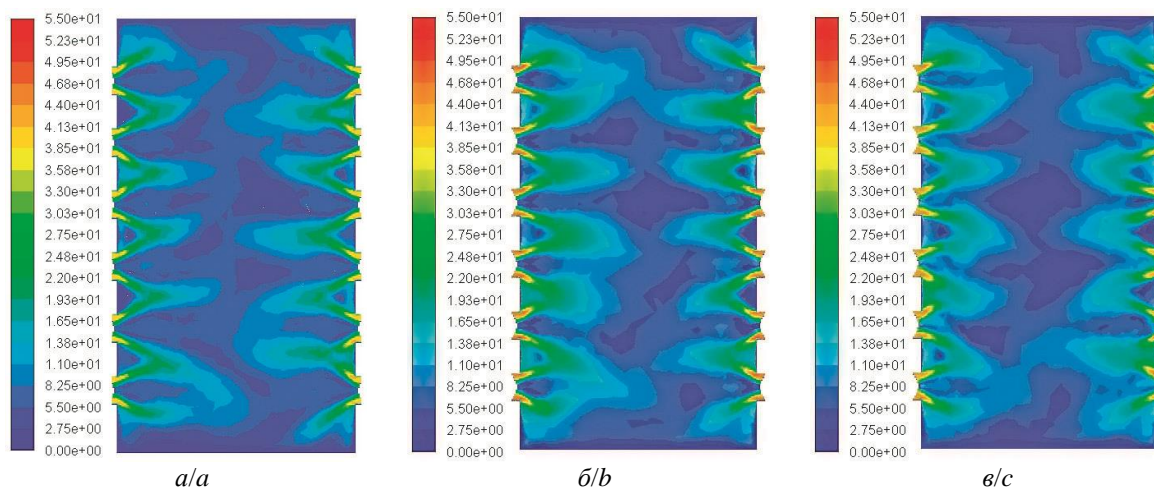 5.50e+01
5.23e+01
4.95e+01
4.68e+01
4.40e+01
4.13e+01
3.85e+01
3.58e+01
3.30e+01
3.03e+01
2.75e+01
2.48e+01
2.20e+01
1.93e+01
1.65e+01
1.38e+01
1.10e+01
8.25e+00
5.50e+00
2.75e+00
0.00e+00
a/a
5.50e+01
5.23e+01
4.95e+01
4.68e+01
4.40e+01
4.13e+01
3.85e+01
3.58e+01
3.30e+01
3.03e+01
2.75e+01
2.48e+01
2.20e+01
1.93e+01
1.65e+01
1.38e+01
1.10e+01
8.25e+00
5.50e+00
2.75e+00
0.00e+00
б/b
5.50e+01
5.23e+01
4.95e+01
4.68e+01
4.40e+01
4.13e+01
3.85e+01
3.58e+01
3.30e+01
3.03e+01
2.75e+01
2.48e+01
2.20e+01
1.93e+01
1.65e+01
1.38e+01
1.10e+01
8.25e+00
5.50e+00
2.75e+00
0.00e+00
в/c